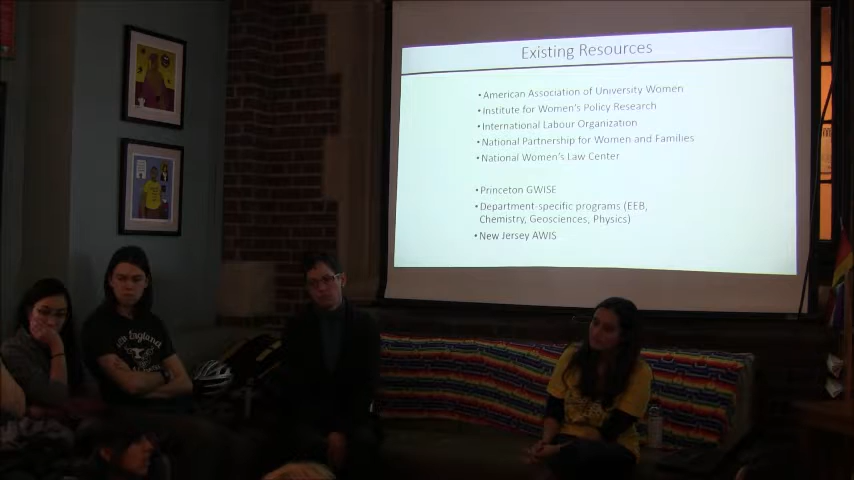 Existing Resources
•American Association of University Women
•Institute for Women's Policy Research
•International Labour Organization
•National Partnership for Women and Families
•National Women's Law Center
•Princeton GWISE
•Department-specific programs (EEB,
Chemistry, Geosciences, Physics)
•New Jersey AWIS
England